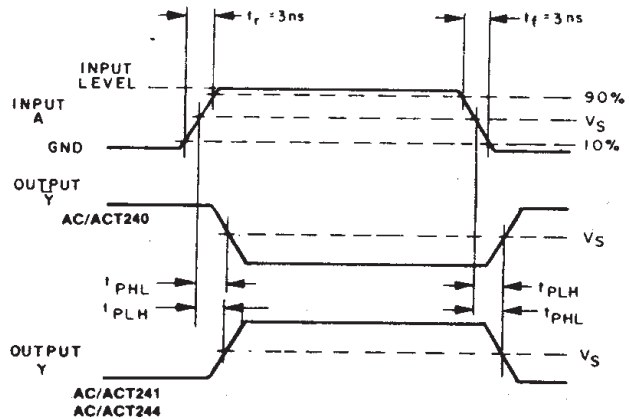 tr = 3ns
tf = 3ns
INPUT
LEVEL
90%
INPUT
A
VS
GND
10%
OUTPUT
Y̅
AC/ACT240
VS
tPHL
tPLH
tPLH
tPHL
OUTPUT
Y
VS
AC/ACT241
AC/ACT244